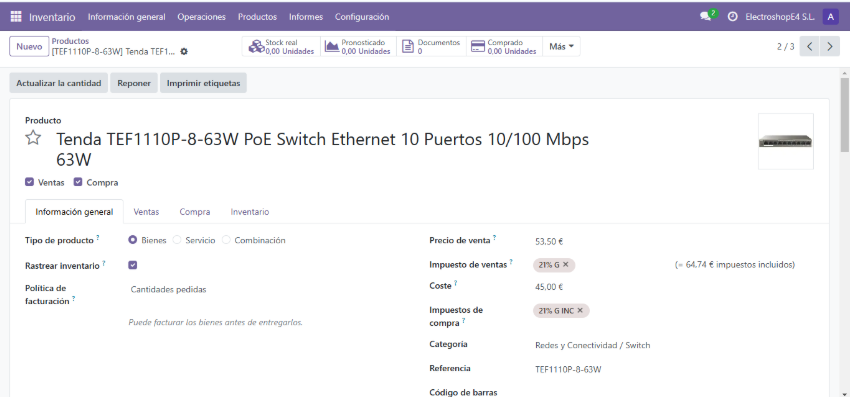 Inventario Información general Operaciones Productos Informes Configuración 2 ElectroshopE4 S.L. A
Nuevo Productos
[TEF1110P-8-63W] Tenda TEF1...
Stock real
0,00 Unidades
Pronosticado
0,00 Unidades
Documentos
0
Comprado
0,00 Unidades
Más
2 / 3
Actualizar la cantidad Reponer Imprimir etiquetas
Producto
Tenda TEF1110P-8-63W PoE Switch Ethernet 10 Puertos 10/100 Mbps
63W
Ventas Compra
Información general Ventas Compra Inventario
Tipo de producto ? Bienes Servicio Combinación
Rastrear inventario ?
Política de
facturación ?
Cantidades pedidas
Puede facturar los bienes antes de entregarlos.
Precio de venta ? 53.50 €
Impuesto de ventas ? 21% G × (= 64.74 € impuestos incluidos)
Coste ? 45.00 €
Impuestos de
compra ?
21% G INC ×
Categoría Redes y Conectividad / Switch
Referencia TEF1110P-8-63W
Código de barras